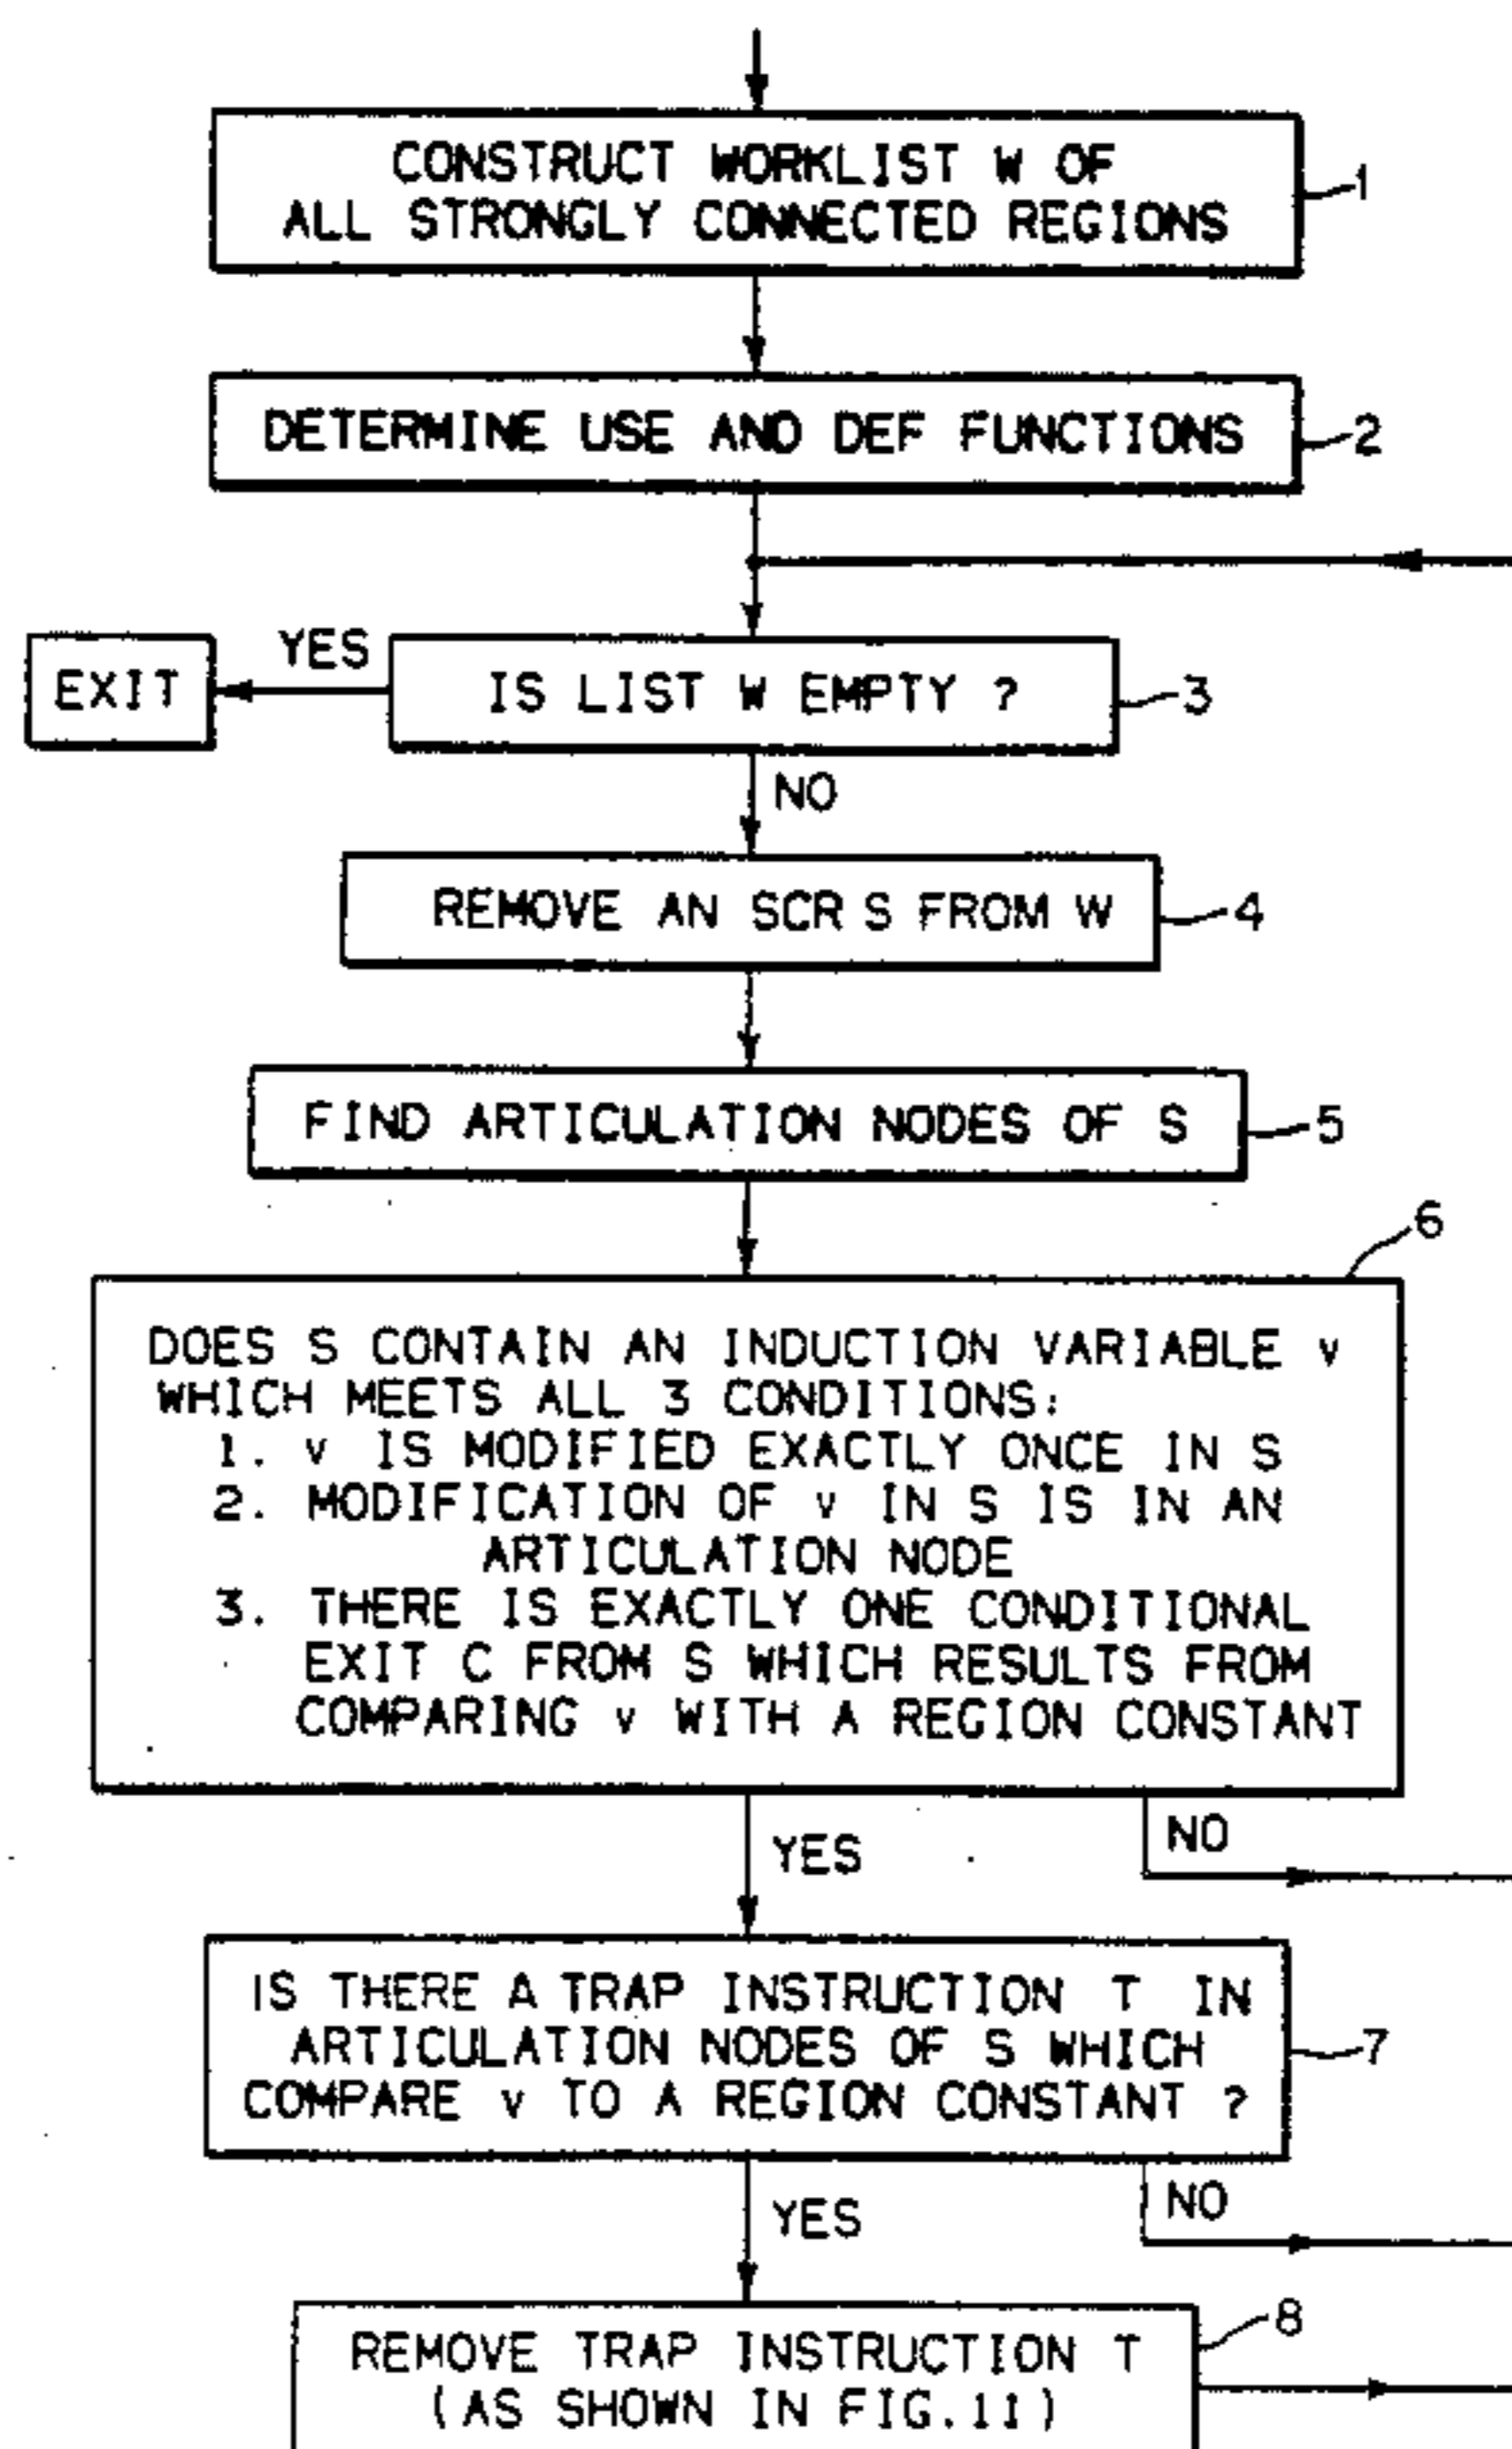 CONSTRUCT WORKLIST W OF
ALL STRONGLY CONNECTED REGIONS
1
DETERMINE USE AND DEF FUNCTIONS
2
EXIT
YES
IS LIST W EMPTY ?
3
NO
REMOVE AN SCR S FROM W
4
FIND ARTICULATION NODES OF S
5
6
DOES S CONTAIN AN INDUCTION VARIABLE v
WHICH MEETS ALL 3 CONDITIONS:
1. v IS MODIFIED EXACTLY ONCE IN S
2. MODIFICATION OF v IN S IS IN AN
ARTICULATION NODE
3. THERE IS EXACTLY ONE CONDITIONAL
EXIT C FROM S WHICH RESULTS FROM
COMPARING v WITH A REGION CONSTANT
YES
NO
IS THERE A TRAP INSTRUCTION T IN
ARTICULATION NODES OF S WHICH
COMPARE v TO A REGION CONSTANT ?
7
YES
NO
8
REMOVE TRAP INSTRUCTION T
(AS SHOWN IN FIG.11)